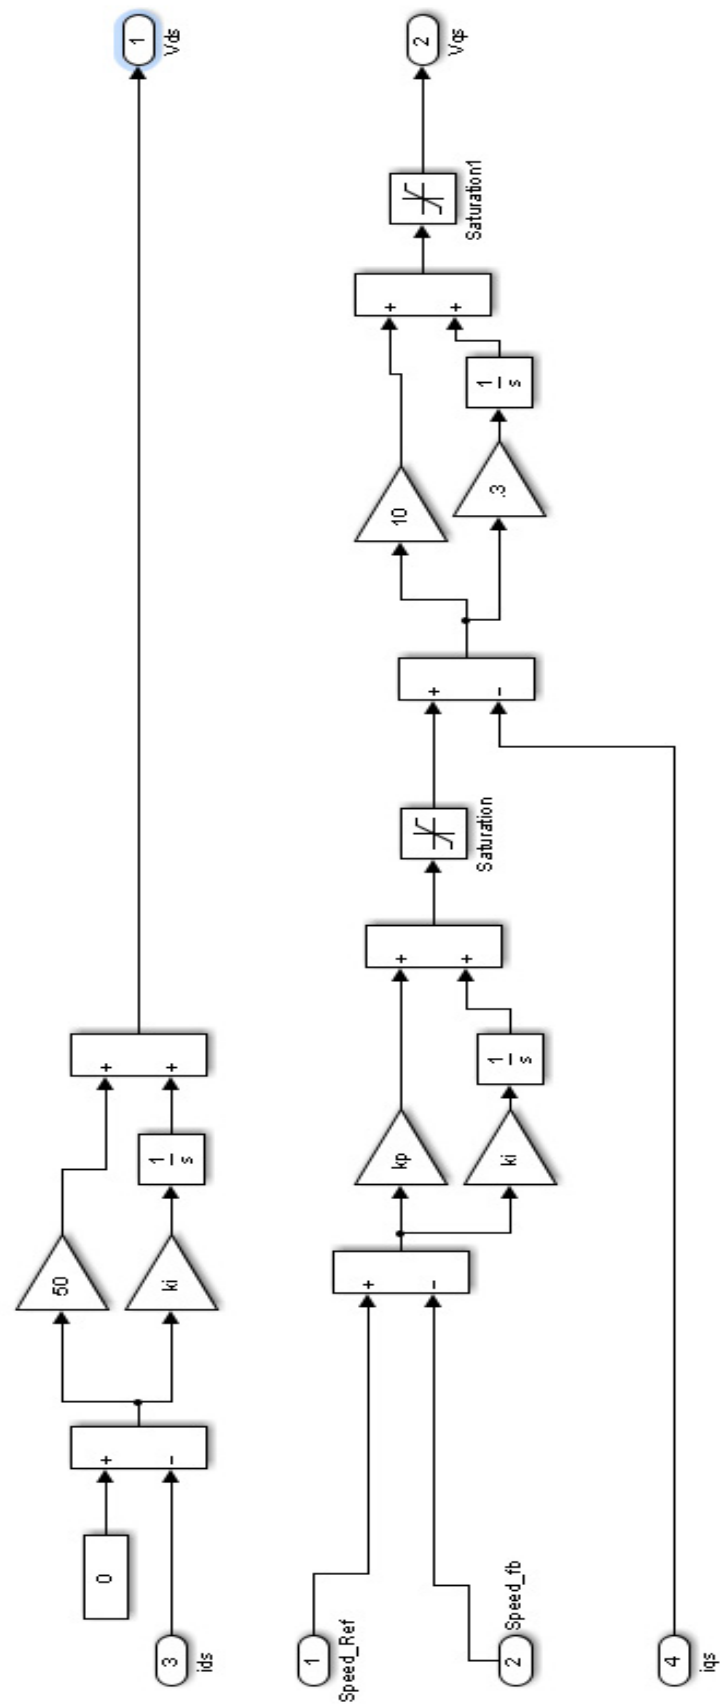 0
+
-
3
ids
50
ki
1
s
+
+
1
Vds
1
Speed_Ref
2
Speed_fb
+
-
kp
ki
1
s
+
+
Saturation
+
-
10
.3
1
s
+
+
Saturation1
2
Vqs
4
iqs